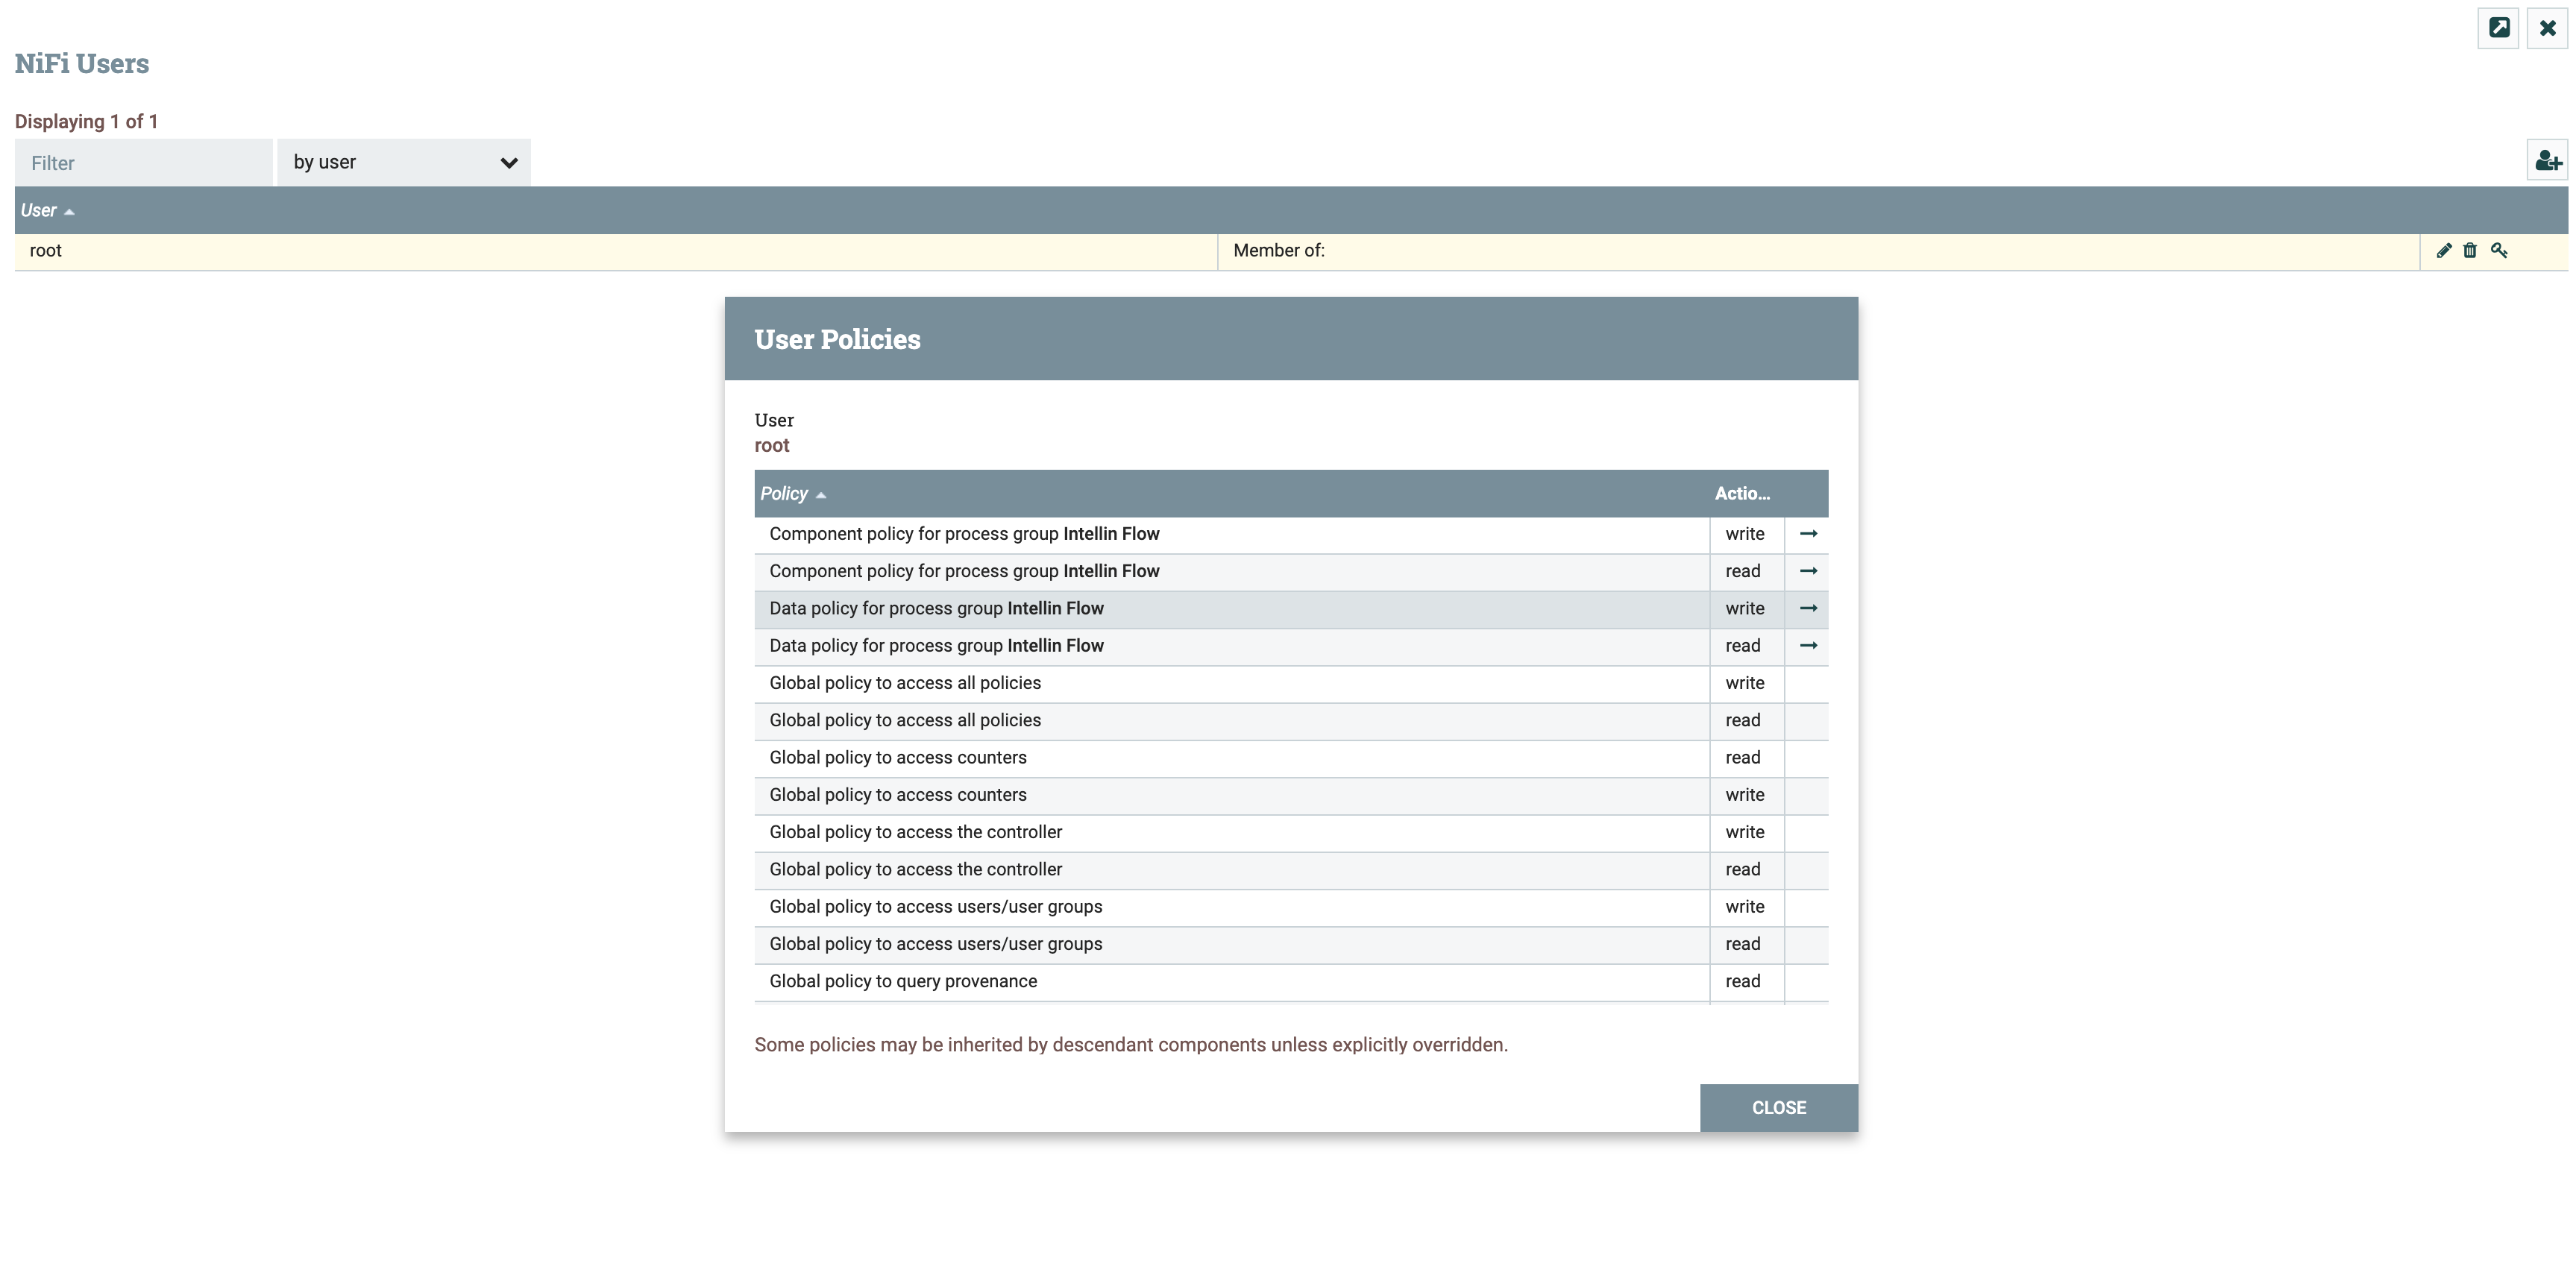 NiFi Users
Displaying 1 of 1
Filter by user
User
root Member of:
User Policies
User
root
Policy Actio...
Component policy for process group Intellin Flow write
Component policy for process group Intellin Flow read
Data policy for process group Intellin Flow write
Data policy for process group Intellin Flow read
Global policy to access all policies write
Global policy to access all policies read
Global policy to access counters read
Global policy to access counters write
Global policy to access the controller write
Global policy to access the controller read
Global policy to access users/user groups write
Global policy to access users/user groups read
Global policy to query provenance read
Some policies may be inherited by descendant components unless explicitly overridden.
CLOSE